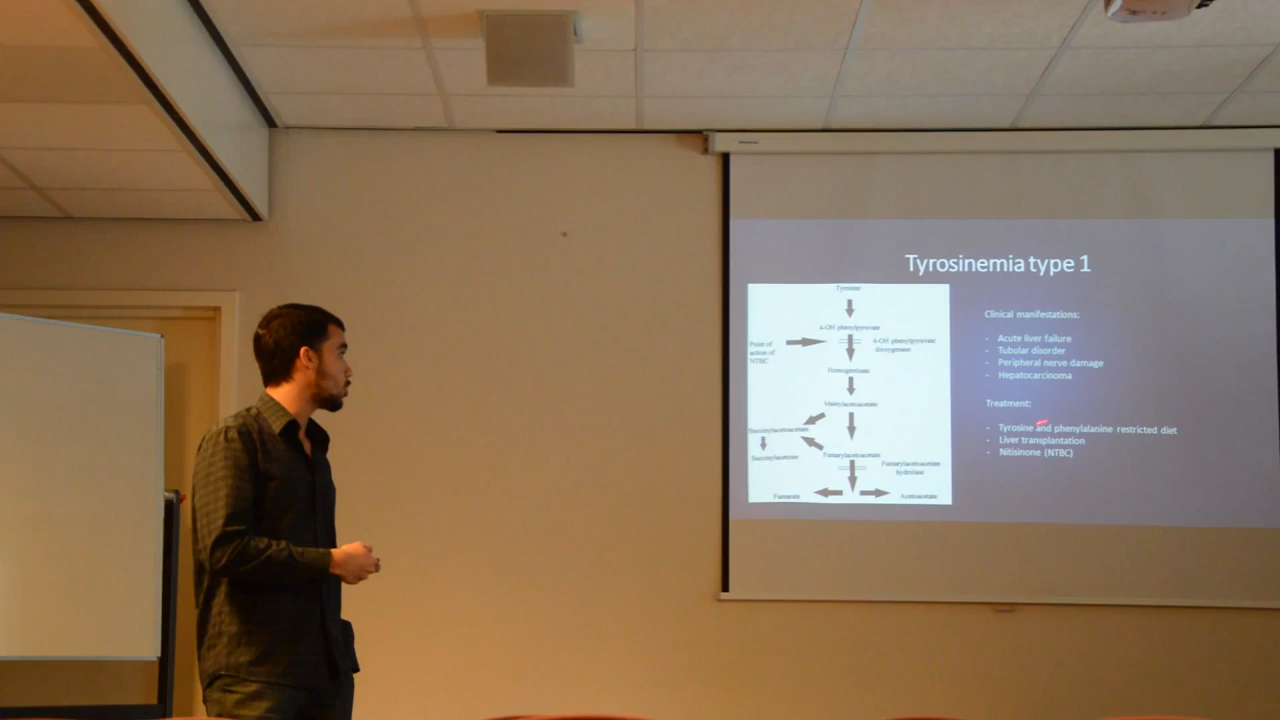 Tyrosinemia type 1
Tyrosine
4-OH phenylpyruvate
Point of
action of
NTBC
4-OH phenylpyruvate
dioxygenase
Homogentisate
Maleylacetoacetate
Succinylacetoacetate
Succinylacetone
Fumarylacetoacetate
Fumarylacetoacetate
hydrolase
Fumarate
Acetoacetate
Clinical manifestations:
- Acute liver failure
- Tubular disorder
- Peripheral nerve damage
- Hepatocarcinoma
Treatment:
- Tyrosine and phenylalanine restricted diet
- Liver transplantation
- Nitisinone (NTBC)